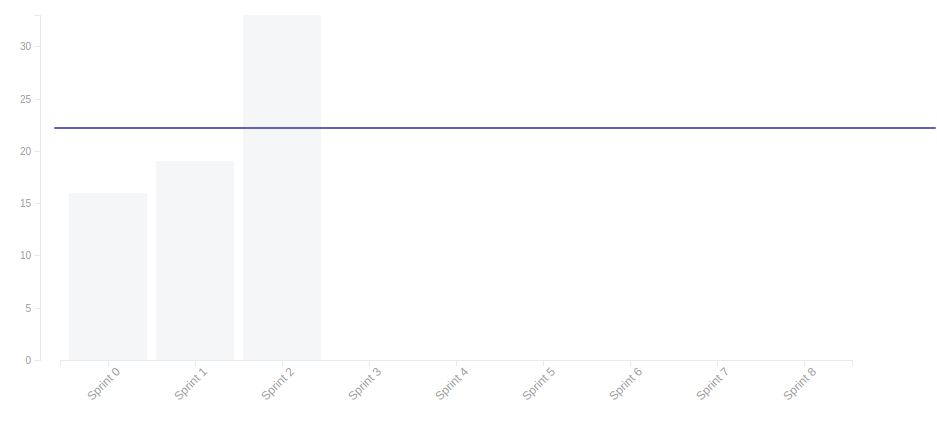 30
25
20
15
10
5
0
Sprint 0
Sprint 1
Sprint 2
Sprint 3
Sprint 4
Sprint 5
Sprint 6
Sprint 7
Sprint 8